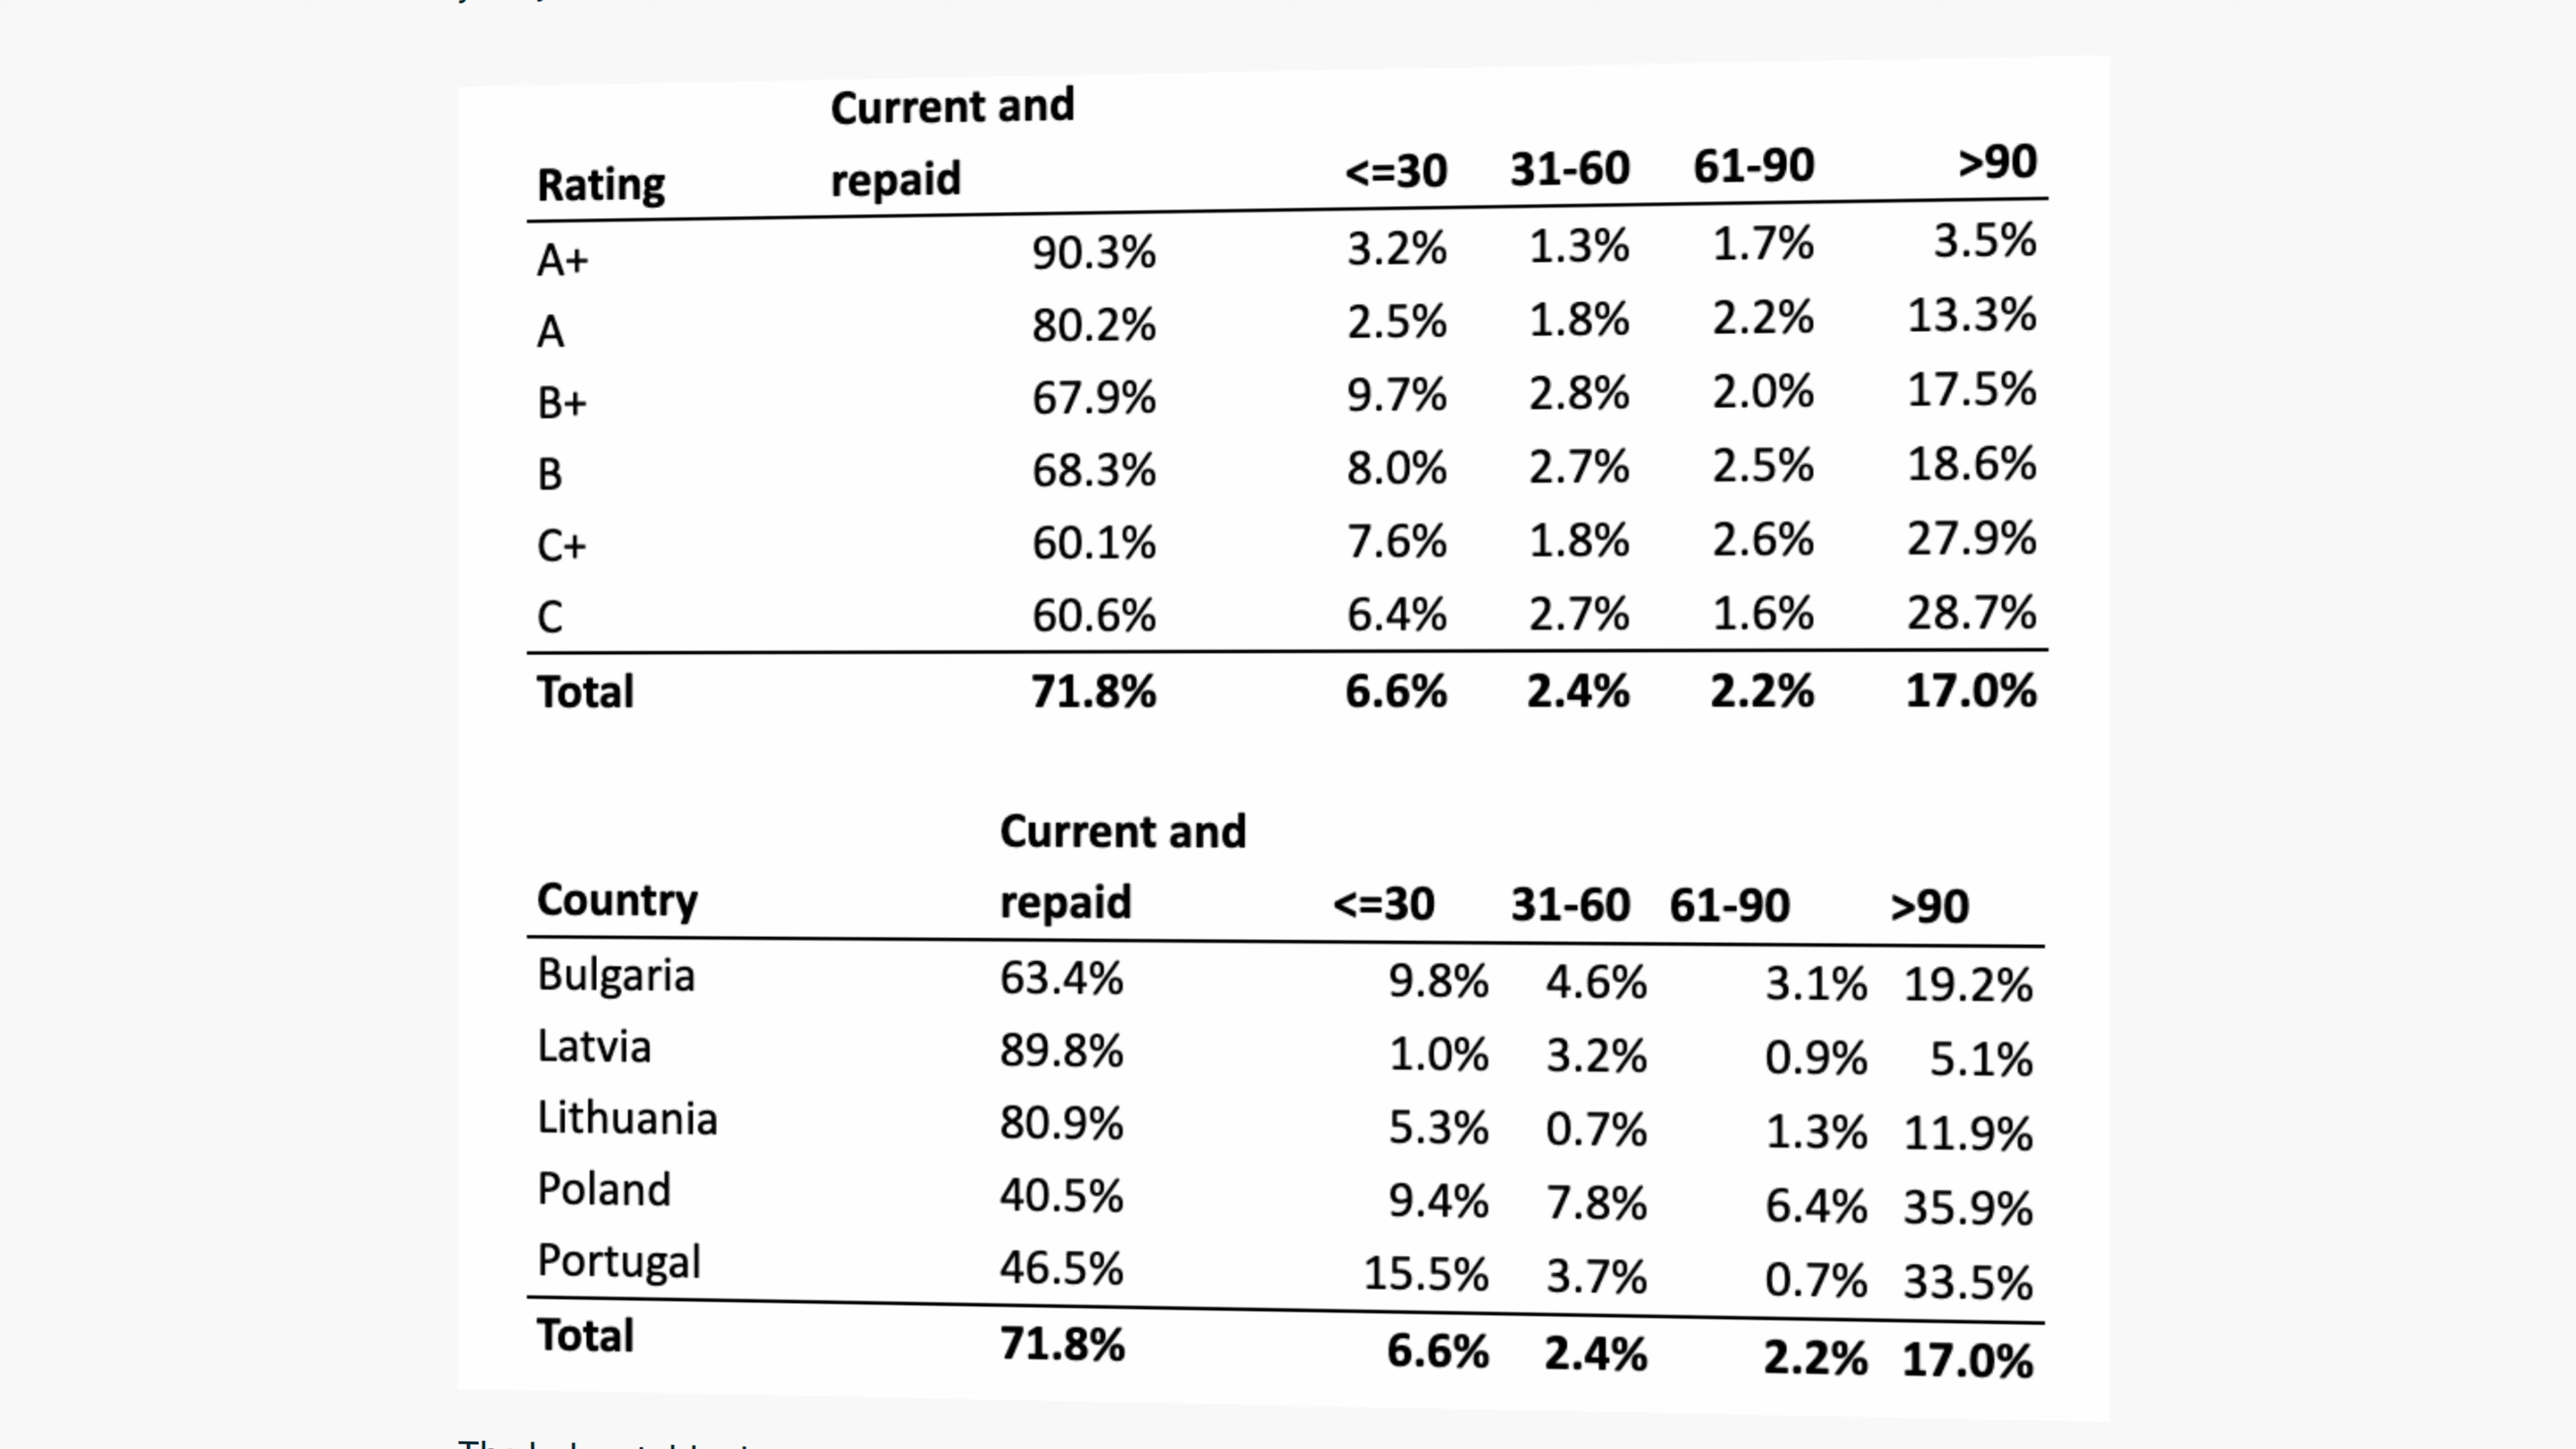 Current and
Rating repaid <=30 31-60 61-90 >90
A+ 90.3% 3.2% 1.3% 1.7% 3.5%
A 80.2% 2.5% 1.8% 2.2% 13.3%
B+ 67.9% 9.7% 2.8% 2.0% 17.5%
B 68.3% 8.0% 2.7% 2.5% 18.6%
C+ 60.1% 7.6% 1.8% 2.6% 27.9%
C 60.6% 6.4% 2.7% 1.6% 28.7%
Total 71.8% 6.6% 2.4% 2.2% 17.0%
Current and
Country repaid <=30 31-60 61-90 >90
Bulgaria 63.4% 9.8% 4.6% 3.1% 19.2%
Latvia 89.8% 1.0% 3.2% 0.9% 5.1%
Lithuania 80.9% 5.3% 0.7% 1.3% 11.9%
Poland 40.5% 9.4% 7.8% 6.4% 35.9%
Portugal 46.5% 15.5% 3.7% 0.7% 33.5%
Total 71.8% 6.6% 2.4% 2.2% 17.0%